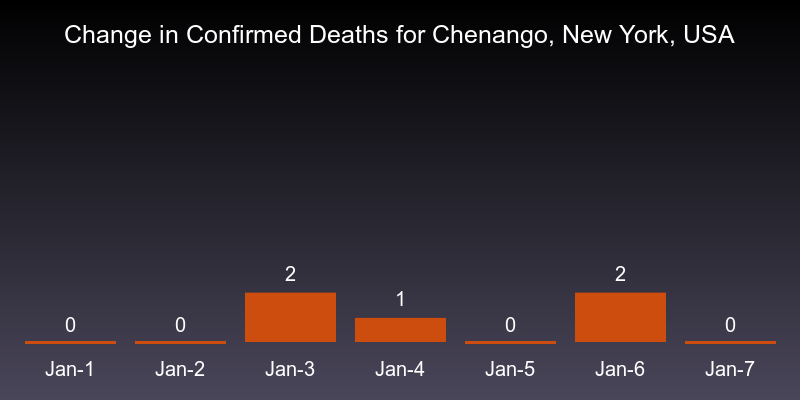 Change in Confirmed Deaths for Chenango, New York, USA
0 0 2 1 0 2 0
Jan-1 Jan-2 Jan-3 Jan-4 Jan-5 Jan-6 Jan-7